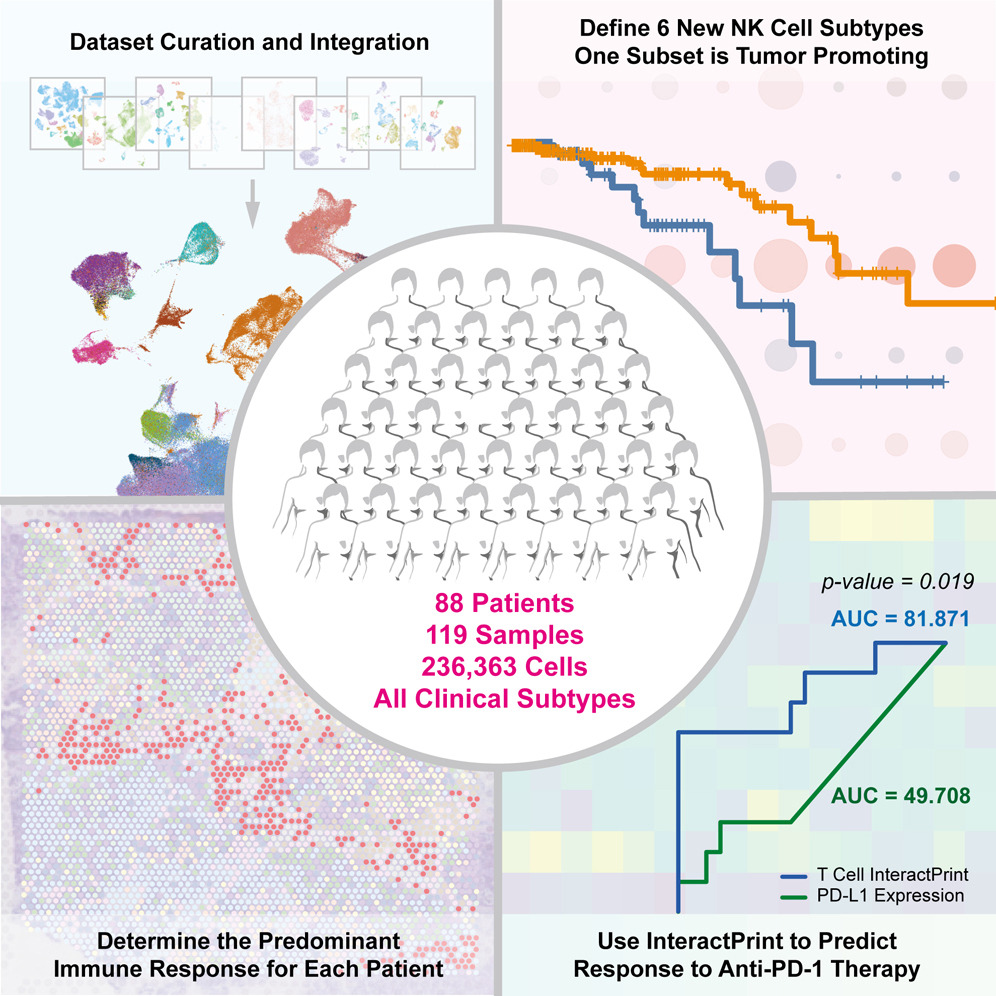 Dataset Curation and Integration
Define 6 New NK Cell Subtypes
One Subset is Tumor Promoting
88 Patients
119 Samples
236,363 Cells
All Clinical Subtypes
Determine the Predominant
Immune Response for Each Patient
p-value = 0.019
AUC = 81.871
AUC = 49.708
T Cell InteractPrint
PD-L1 Expression
Use InteractPrint to Predict
Response to Anti-PD-1 Therapy